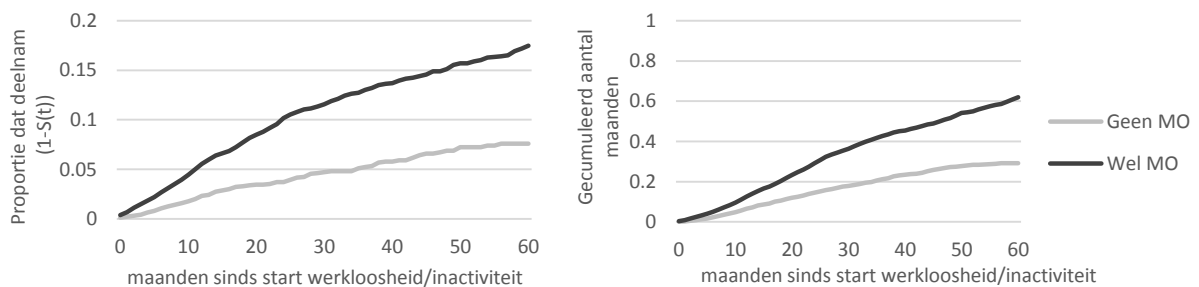 Proportie dat deelnam
(1-S(t))
0.2
0.15
0.1
0.05
0
0 10 20 30 40 50 60
maanden sinds start werkloosheid/inactiviteit
Gecumuleerd aantal
maanden
1
0.8
0.6
0.4
0.2
0
0 10 20 30 40 50 60
maanden sinds start werkloosheid/inactiviteit
Geen MO
Wel MO